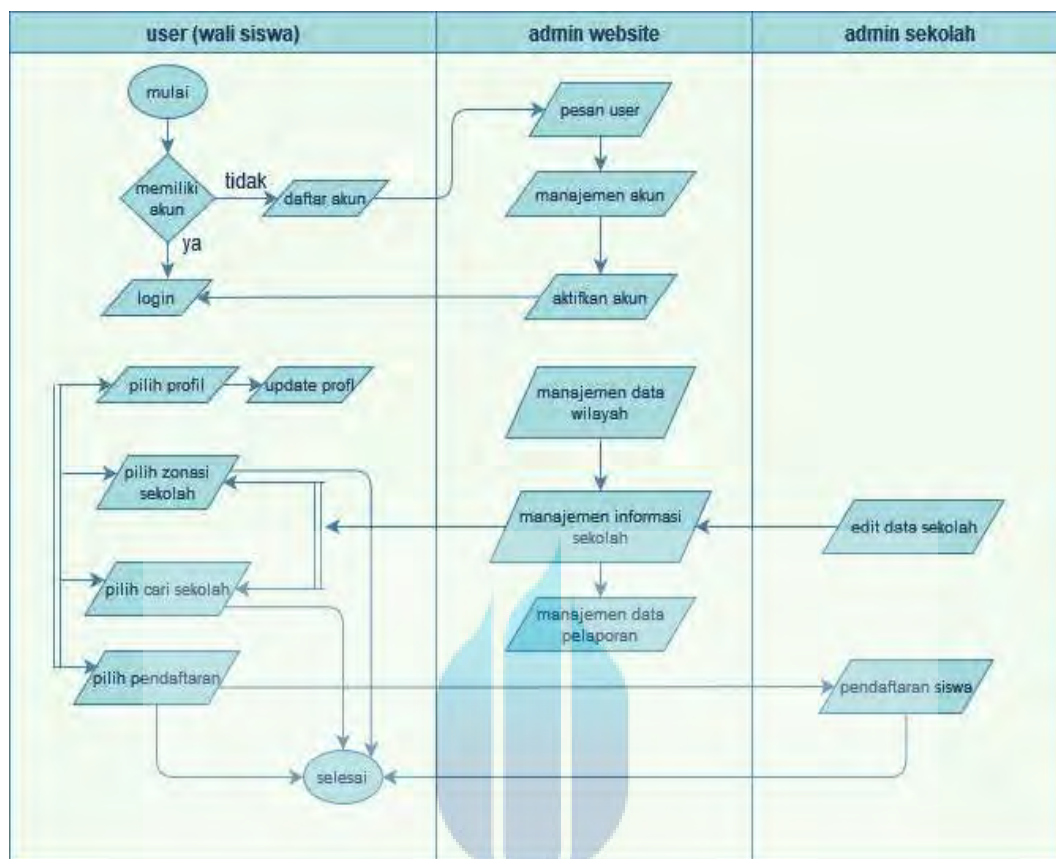 user (wali siswa)
admin website
admin sekolah
mulai
pesan user
memiliki
akun
tidak
daftar akun
manajemen akun
ya
login
aktifkan akun
pilih profil
update profl
manajemen data
wilayah
pilih zonasi
sekolah
manajemen informasi
sekolah
edit data sekolah
pilih cari sekolah
manajemen data
pelaporan
pilih pendaftaran
pendaftaran siswa
selesai